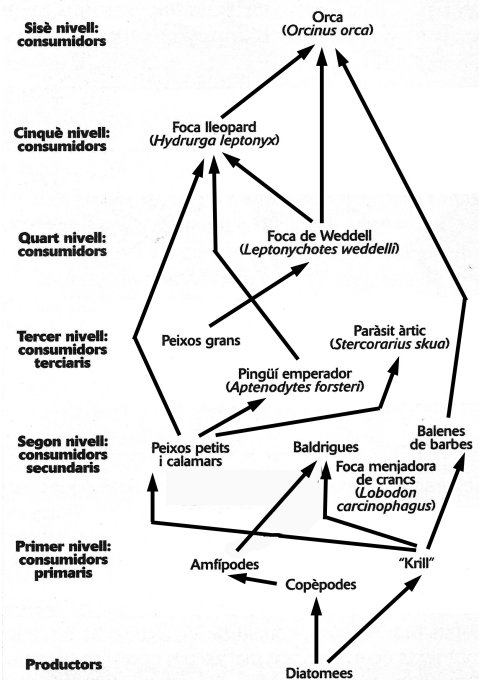 Sisè nivell:
consumidors
Orca
(Orcinus orca)
Cinquè nivell:
consumidors
Foca lleopard
(Hydrurga leptonyx)
Quart nivell:
consumidors
Foca de Weddell
(Leptonychotes weddelli)
Tercer nivell:
consumidors
terciaris
Peixos grans
Paràsit àrtic
(Stercorarius skua)
Pingüí emperador
(Aptenodytes forsteri)
Segon nivell:
consumidors
secundaris
Peixos petits
i calamars
Baldrigues
Balenes
de barbes
Foca menjadora
de crancs
(Lobodon
carcinophagus)
Primer nivell:
consumidors
primaris
Amfípodes
Copèpodes
“Krill”
Productors
Diatomees